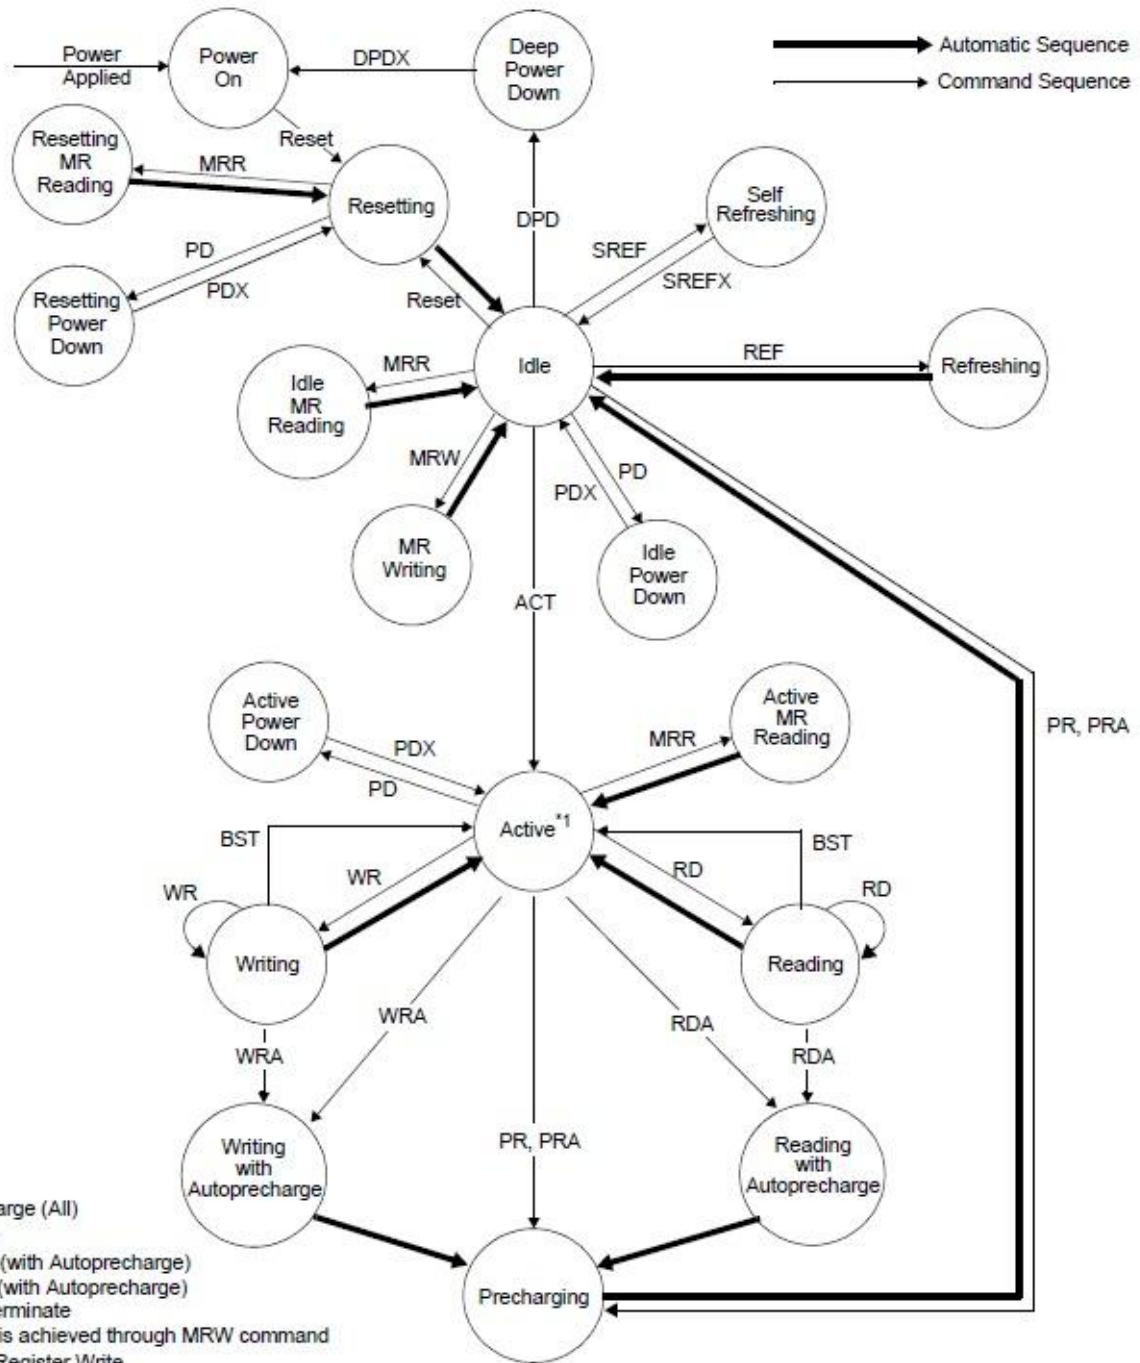 Power
Applied
Power
On
DPDX
Deep
Power
Down
Automatic Sequence
Command Sequence
Reset
Resetting
MR
Reading
MRR
Resetting
DPD
Self
Refreshing
SREF
SREFX
PD
PDX
Resetting
Power
Down
Reset
Idle
MR
Reading
MRR
Idle
REF
Refreshing
MRW
PDX
PD
MR
Writing
Idle
Power
Down
ACT
Active
Power
Down
PDX
PD
MRR
Active
MR
Reading
PR, PRA
Active*1
BST
BST
WR
WR
RD
RD
Writing
Reading
WRA
WRA
RDA
RDA
Writing
with
Autoprecharge
PR, PRA
Reading
with
Autoprecharge
Precharging
(All)
(with Autoprecharge)
(with Autoprecharge)
is achieved through MRW command
Register Write